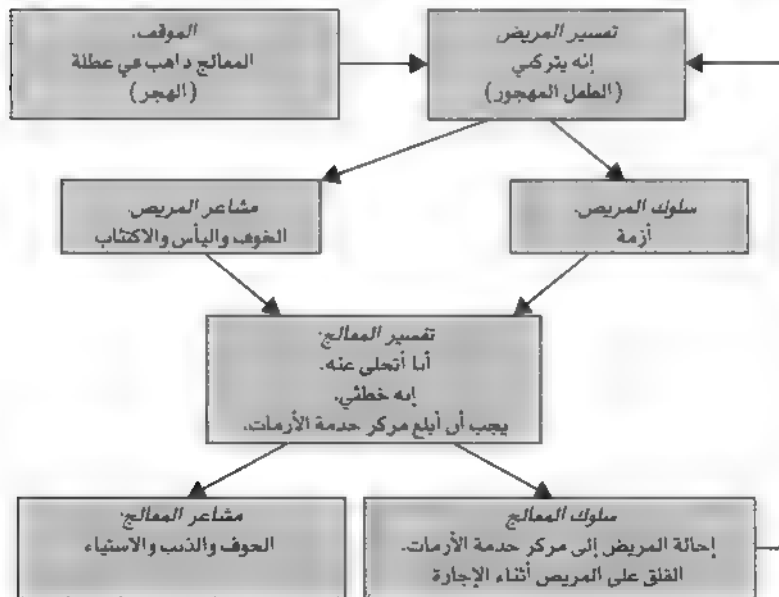 الموقف.
المعالج داهب في عطلة
(الهجر)
تفسير المريض
إنه يتركني
(الطفل المهجور)
مشاعر المريض.
الخوف واليأس والاكتئاب
سلوك المريض.
أزمة
تفسير المعالج:
أنا أتخلى عنه.
إنه خطئي.
يجب أن أبلغ مركز خدمة الأزمات.
مشاعر المعالج:
الخوف والذنب والاستياء
سلوك المعالج
إحالة المريض إلى مركز خدمة الأزمات.
القلق على المريض أثناء الإجازة